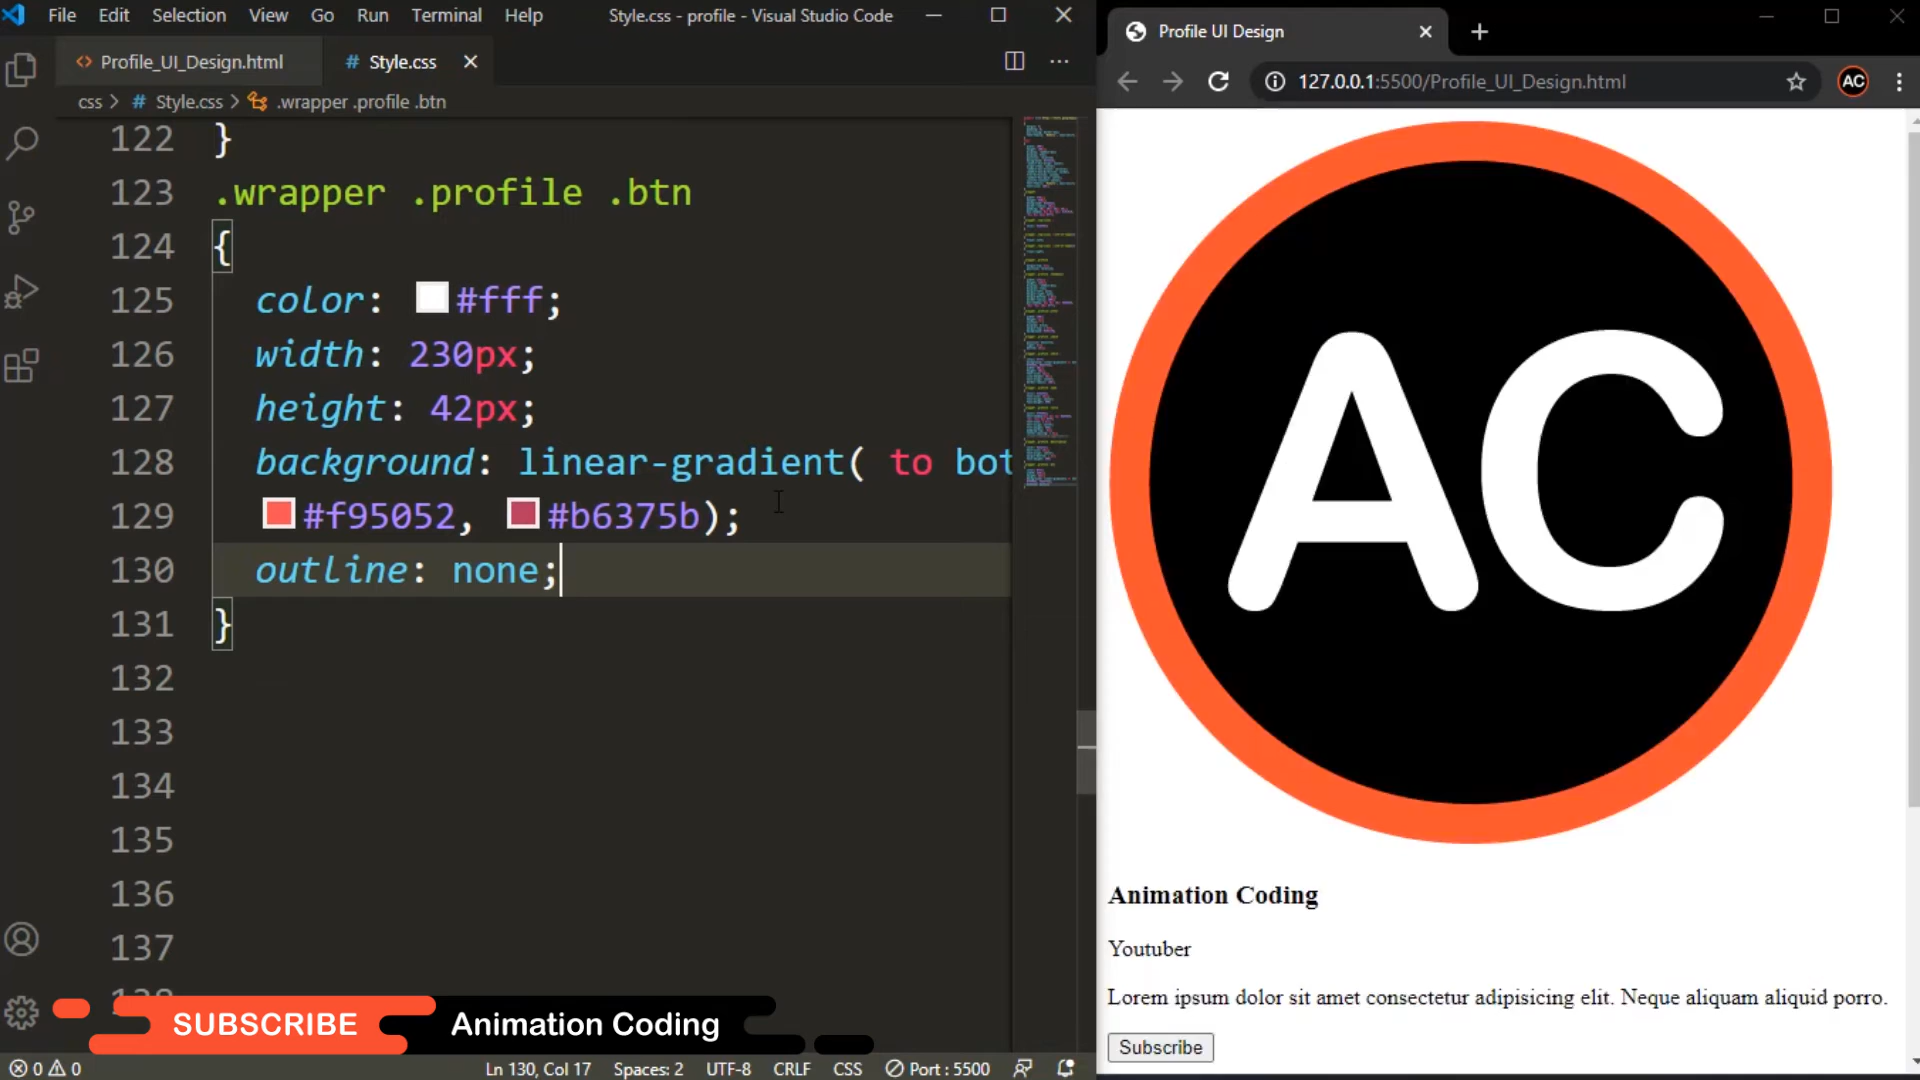 File Edit Selection View Go Run Terminal Help Style.css - profile - Visual Studio Code
Profile_UI_Design.html # Style.css
css > # Style.css > .wrapper .profile .btn
122 }
123 .wrapper .profile .btn
124 {
125 color: #fff;
126 width: 230px;
127 height: 42px;
128 background: linear-gradient( to bot
129 #f95052, #b6375b);
130 outline: none;
131 }
132
133
134
135
136
137
SUBSCRIBE Animation Coding
0 0 Ln 130, Col 17 Spaces: 2 UTF-8 CRLF CSS Port : 5500
Profile UI Design
127.0.0.1:5500/Profile_UI_Design.html AC
AC
Animation Coding
Youtuber
Lorem ipsum dolor sit amet consectetur adipisicing elit. Neque aliquam aliquid porro.
Subscribe